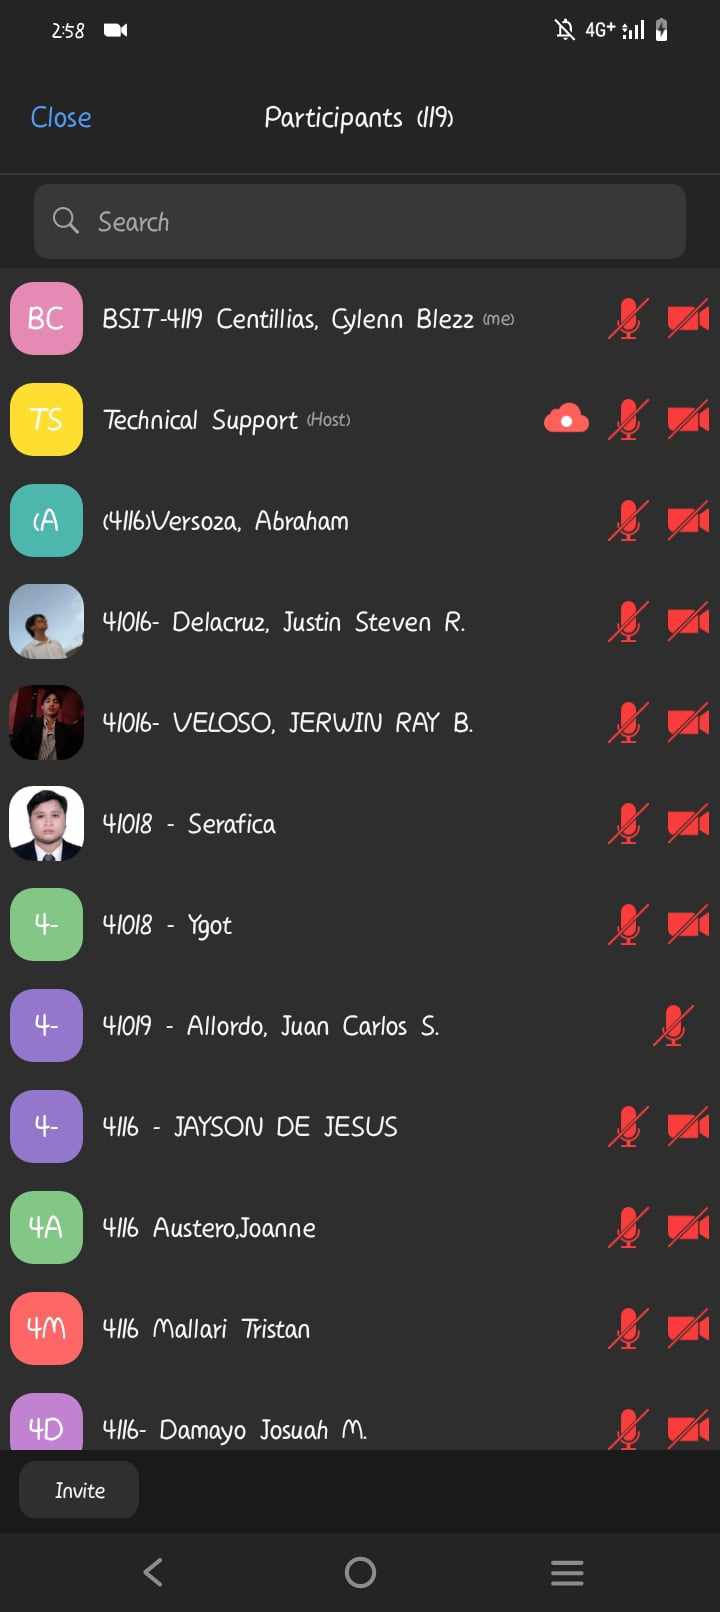 2:58 4G+
Close Participants (119)
Search
BC BSIT-4119 Centillias, Cylenn Blezz (me)
TS Technical Support (Host)
(A (4116)Versoza, Abraham
41016- Delacruz, Justin Steven R.
41016- VELOSO, JERWIN RAY B.
41018 - Serafica
4- 41018 - Ygot
4- 41019 - Allordo, Juan Carlos S.
4- 4116 - JAYSON DE JESUS
4A 4116 Austero,Joanne
4M 4116 Mallari Tristan
4D 4116- Damayo Josuah M.
Invite